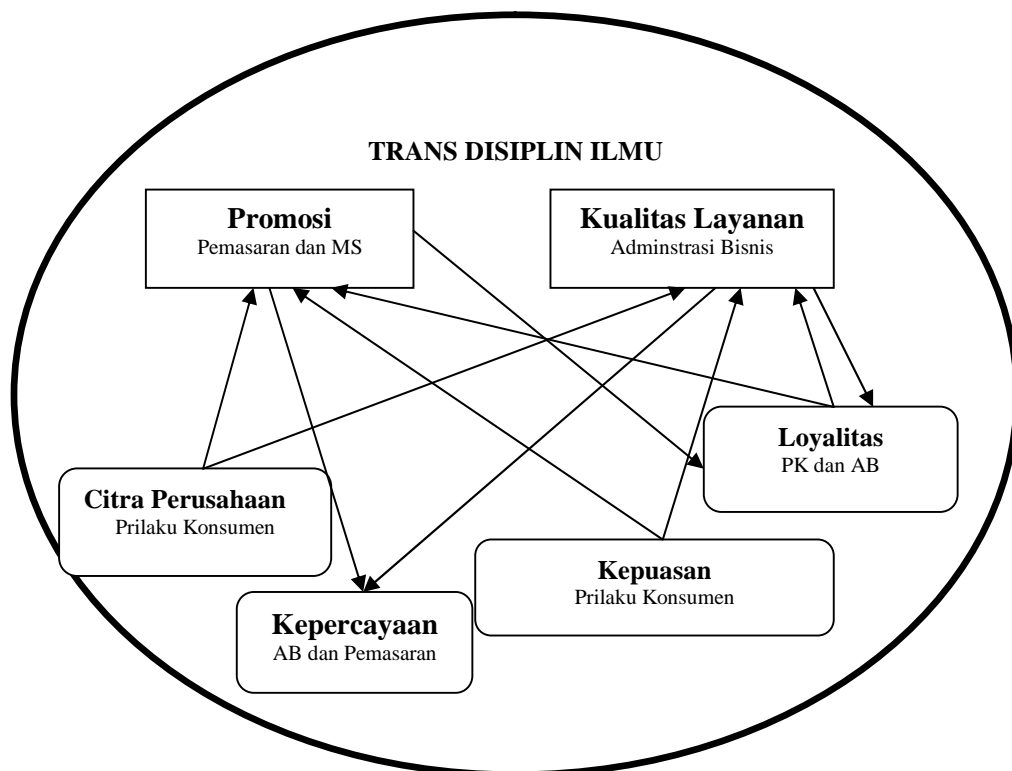 TRANS DISIPLIN ILMU
Promosi
Pemasaran dan MS
Kualitas Layanan
Adminstrasi Bisnis
Loyalitas
PK dan AB
Citra Perusahaan
Prilaku Konsumen
Kepuasan
Prilaku Konsumen
Kepercayaan
AB dan Pemasaran